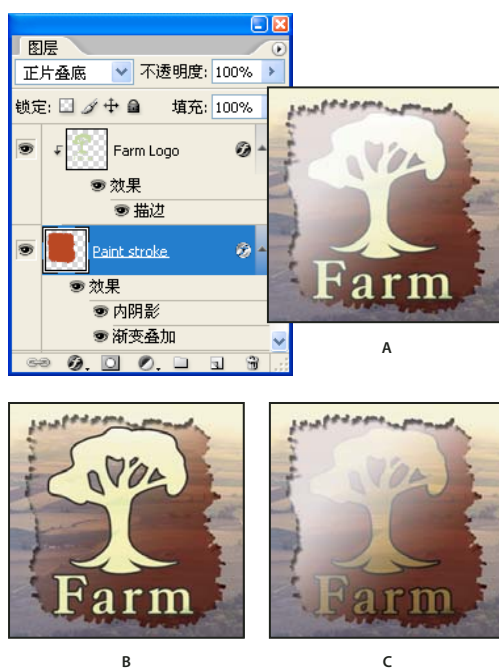 图层
正片叠底 不透明度: 100%
锁定: 填充: 100%
Farm Logo
效果
描边
Paint stroke
效果
内阴影
渐变叠加
Farm
A
Farm
Farm
B C